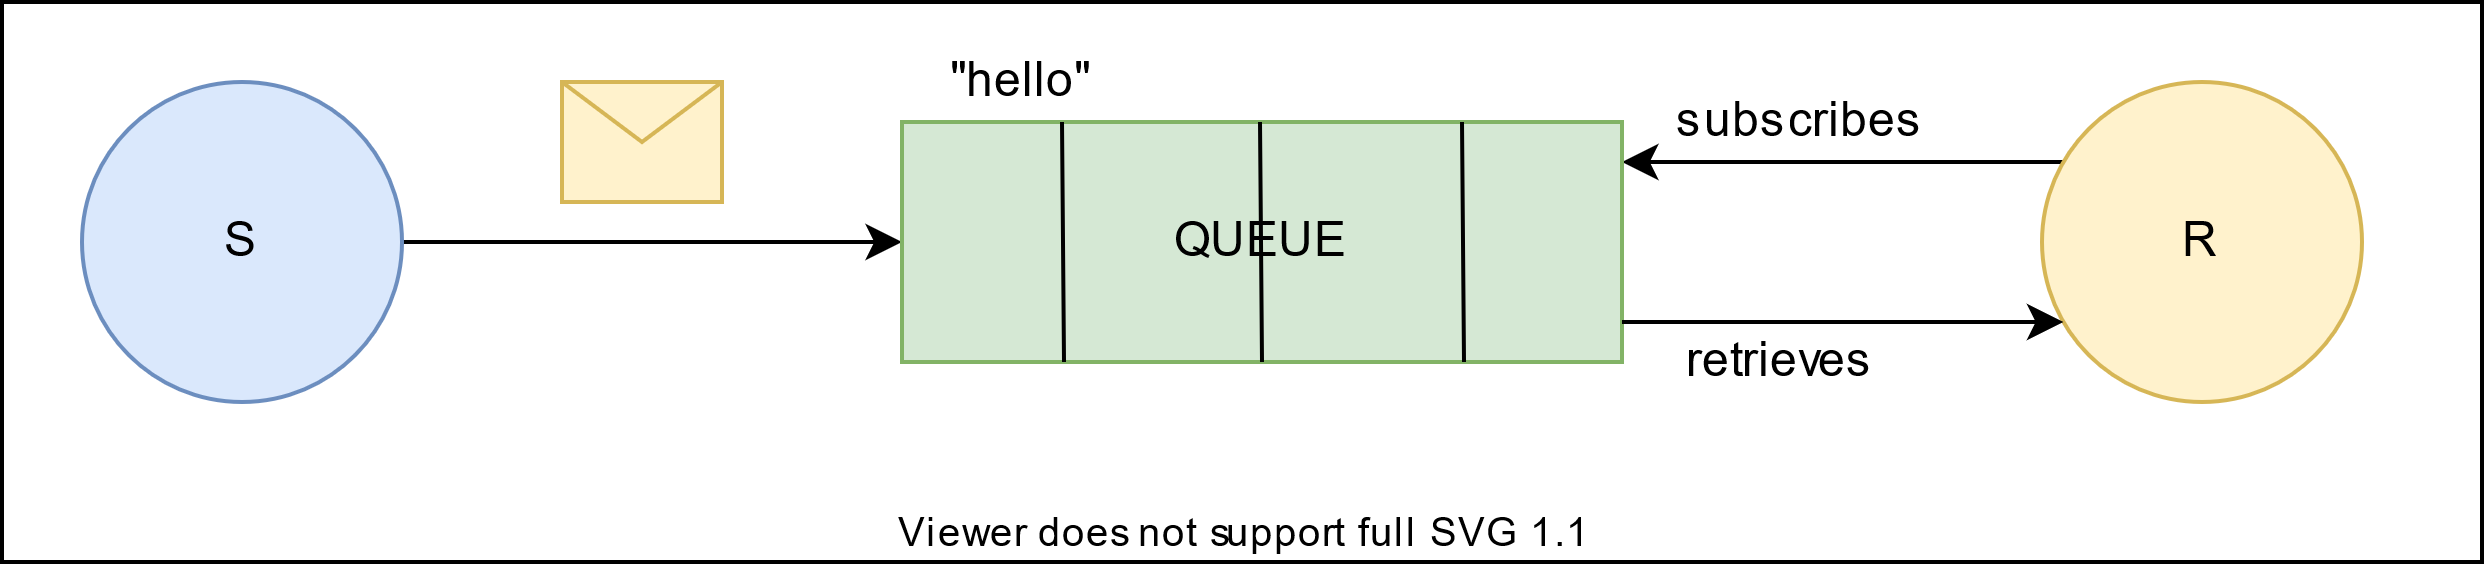 "hello"
subscribes
S
QUEUE
R
retrieves
Viewer does not support full SVG 1.1